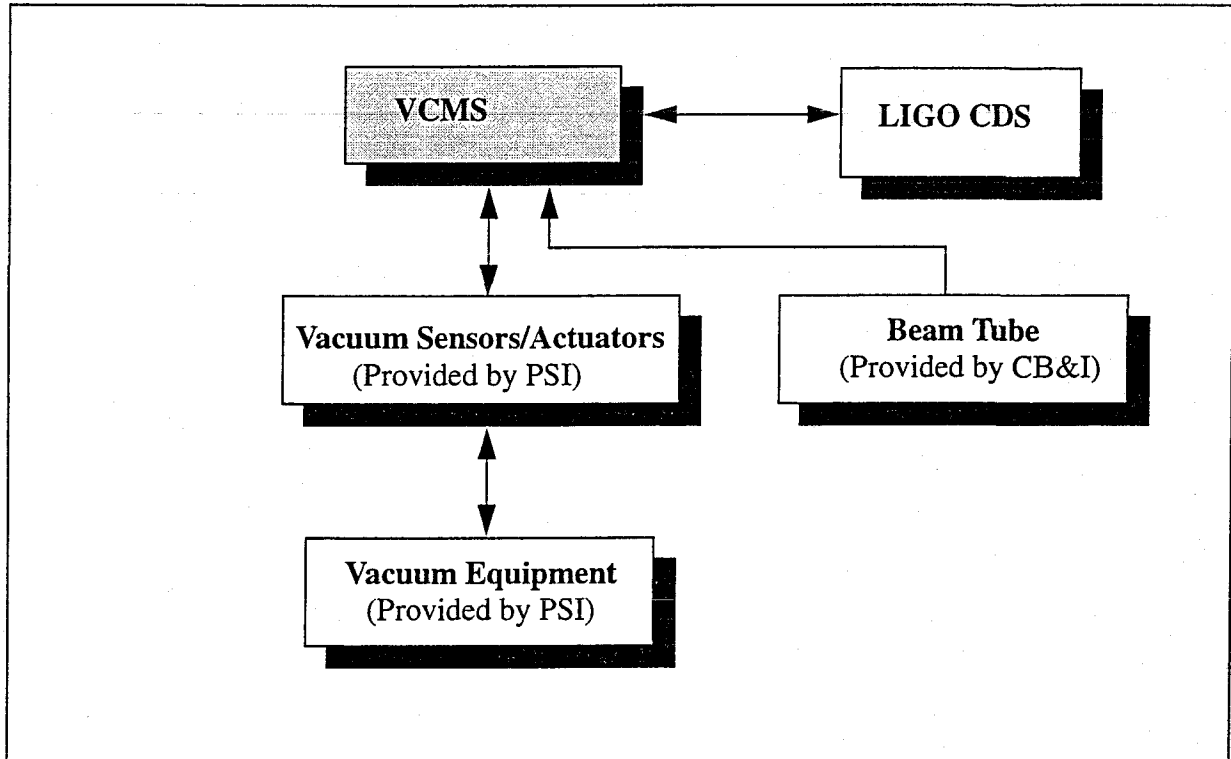 VCMS
LIGO CDS
Vacuum Sensors/Actuators
(Provided by PSI)
Beam Tube
(Provided by CB&I)
Vacuum Equipment
(Provided by PSI)